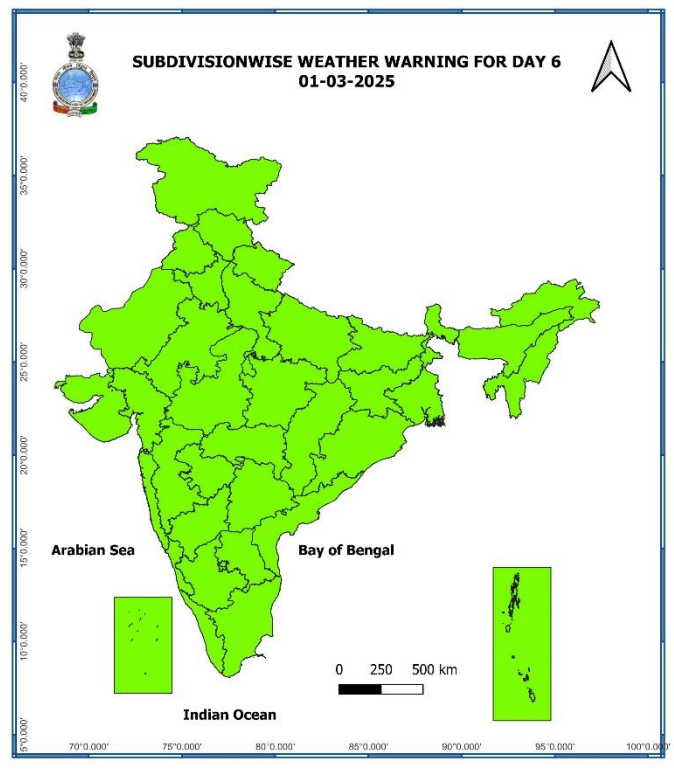 SUBDIVISIONWISE WEATHER WARNING FOR DAY 6
01-03-2025
40°0.000'
35°0.000'
30°0.000'
25°0.000'
20°0.000'
15°0.000'
10°0.000'
5°0.000'
Arabian Sea
Bay of Bengal
0 250 500 km
Indian Ocean
70°0.000' 75°0.000' 80°0.000' 85°0.000' 90°0.000' 95°0.000' 100°0.000'